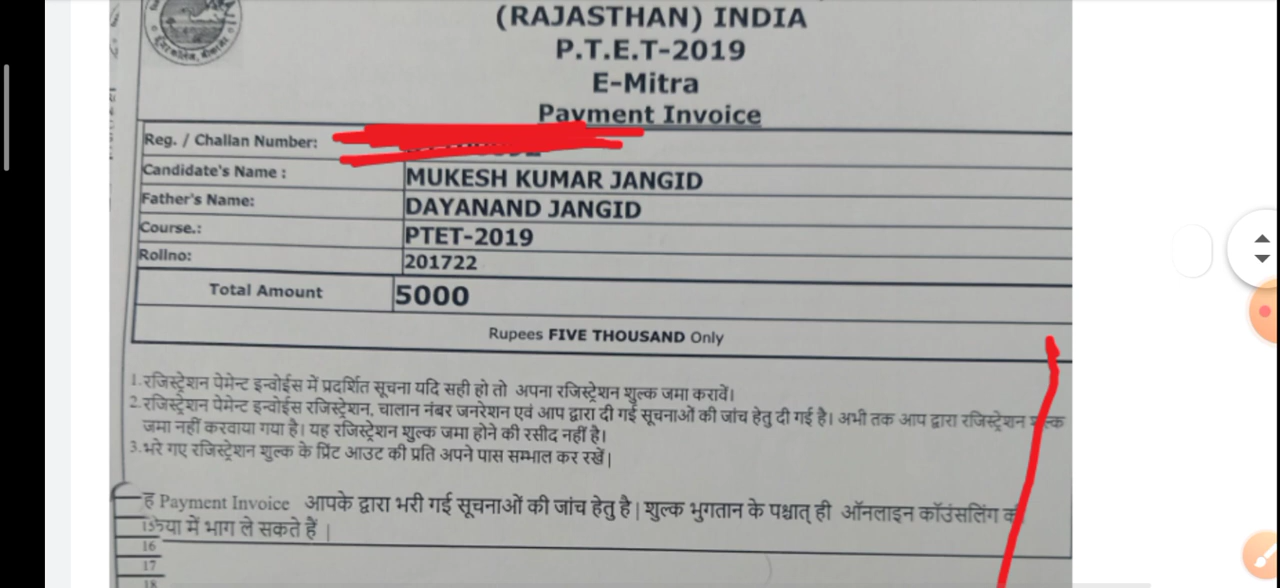 (RAJASTHAN) INDIA
P.T.E.T-2019
E-Mitra
Payment Invoice
Reg. / Challan Number:
Candidate's Name : MUKESH KUMAR JANGID
Father's Name: DAYANAND JANGID
Course.: PTET-2019
Rollno: 201722
Total Amount 5000
Rupees FIVE THOUSAND Only
1.रजिस्ट्रेशन पेमेन्ट इन्वोईस में प्रदर्शित सूचना यदि सही हो तो अपना रजिस्ट्रेशन शुल्क जमा करावें।
2.रजिस्ट्रेशन पेमेन्ट इन्वोईस रजिस्ट्रेशन, चालान नंबर जनरेशन एवं आप द्वारा दी गई सूचनाओं की जांच हेतु दी गई है। अभी तक आप द्वारा रजिस्ट्रेशन शुल्क
जमा नहीं करवाया गया है। यह रजिस्ट्रेशन शुल्क जमा होने की रसीद नहीं है।
3.भरे गए रजिस्ट्रेशन शुल्क के प्रिंट आउट की प्रति अपने पास सम्भाल कर रखें|
ह Payment Invoice आपके द्वारा भरी गई सूचनाओं की जांच हेतु है | शुल्क भुगतान के पश्चात् ही ऑनलाइन कॉउंसलिंग की
में भाग ले सकते हैं |
16
17
18